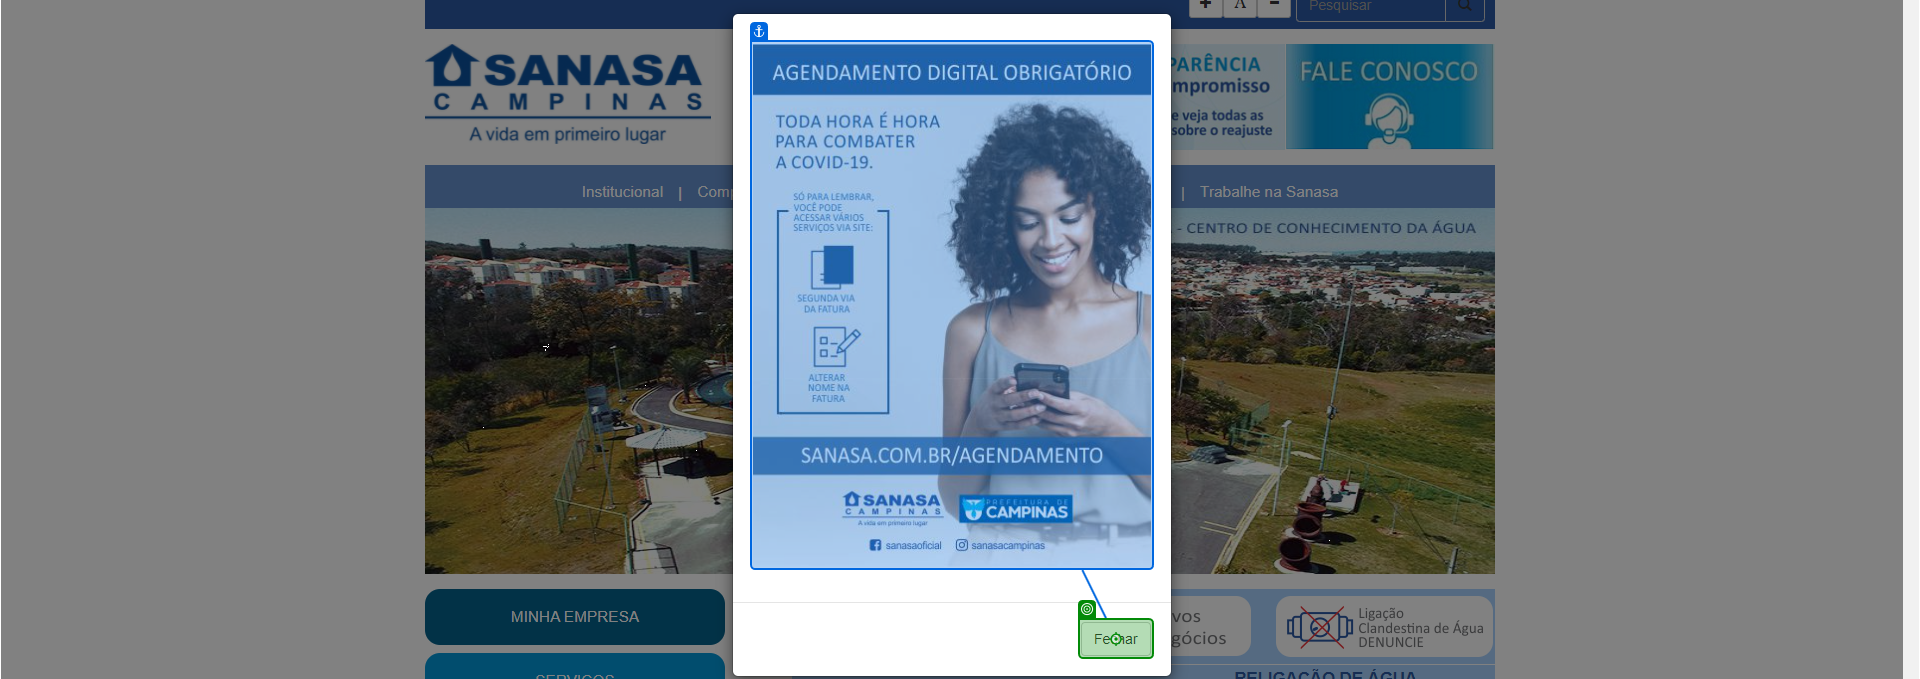 + A −
Pesquisar
SANASA
CAMPINAS
A vida em primeiro lugar
PARÊNCIA
mpromisso
e veja todas as
sobre o reajuste
FALE CONOSCO
Institucional | Comp
| Trabalhe na Sanasa
- CENTRO DE CONHECIMENTO DA ÁGUA
AGENDAMENTO DIGITAL OBRIGATÓRIO
TODA HORA É HORA
PARA COMBATER
A COVID-19.
SÓ PARA LEMBRAR,
VOCÊ PODE
ACESSAR VÁRIOS
SERVIÇOS VIA SITE:
SEGUNDA VIA
DA FATURA
ALTERAR
NOME NA
FATURA
SANASA.COM.BR/AGENDAMENTO
SANASA
CAMPINAS
A vida em primeiro lugar
PREFEITURA DE
CAMPINAS
sanasaoficial
sanasacampinas
Fechar
MINHA EMPRESA
SERVIÇOS
vos
gócios
Ligação
Clandestina de Água
DENUNCIE
RELIGAÇÃO DE ÁGUA